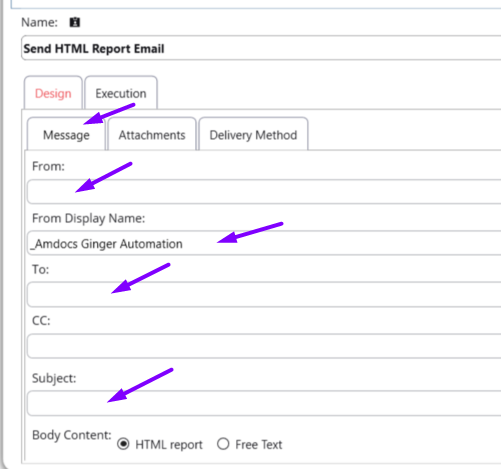 Name:
Send HTML Report Email
Design Execution
Message Attachments Delivery Method
From:
From Display Name:
_Amdocs Ginger Automation
To:
CC:
Subject:
Body Content: HTML report Free Text